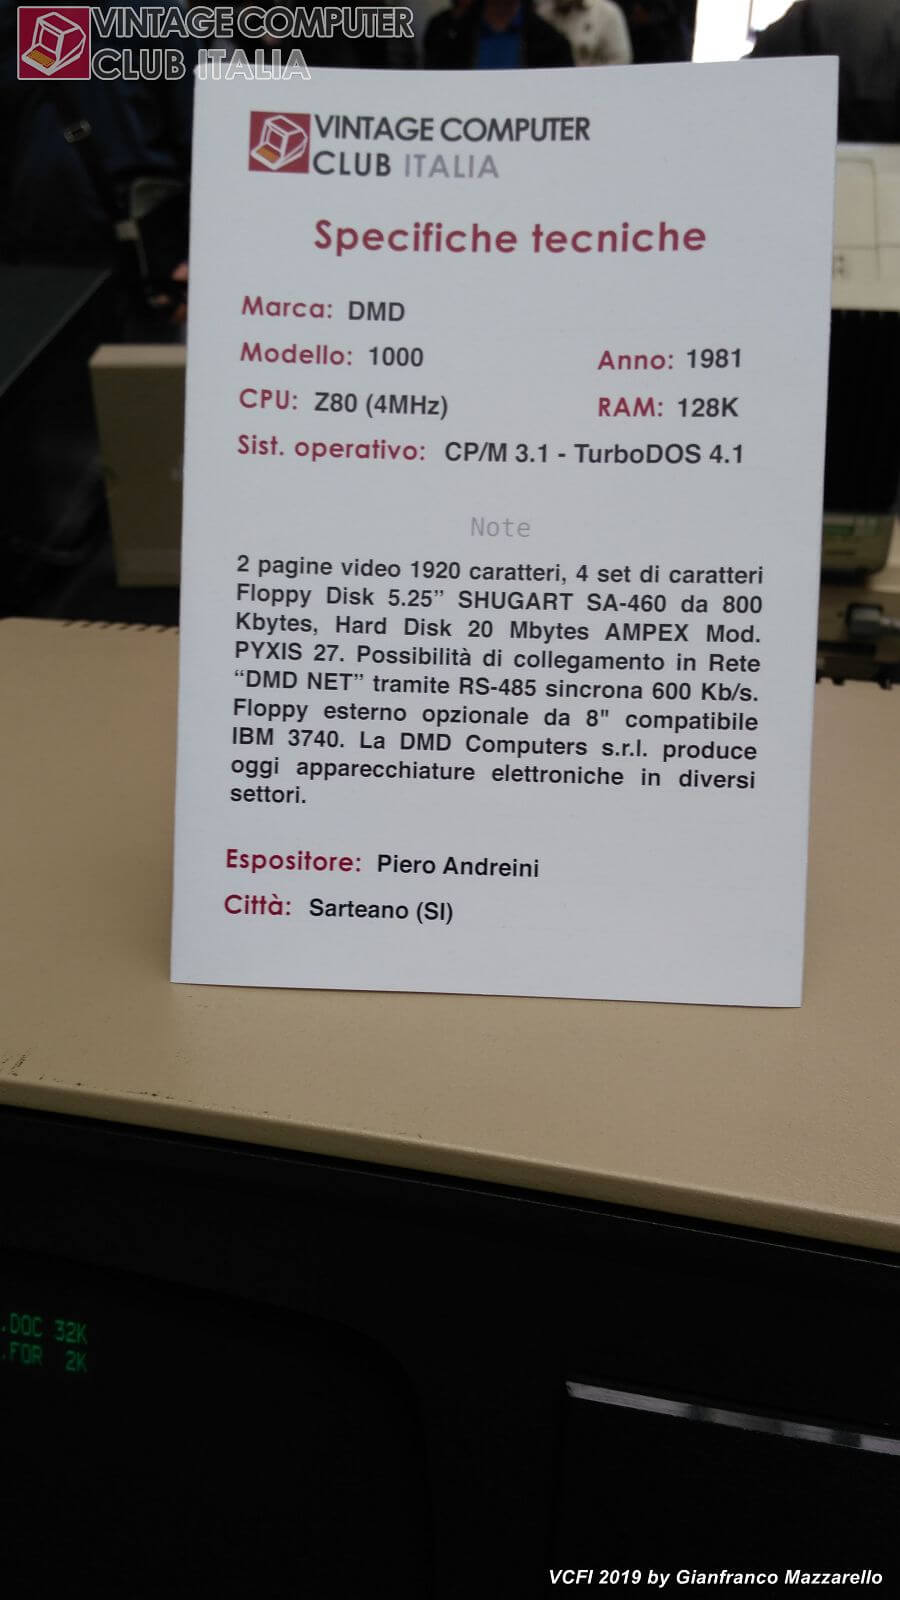 VINTAGE COMPUTER
CLUB ITALIA
VINTAGE COMPUTER
CLUB ITALIA
Specifiche tecniche
Marca: DMD
Modello: 1000 Anno: 1981
CPU: Z80 (4MHz) RAM: 128K
Sist. operativo: CP/M 3.1 - TurboDOS 4.1
Note
2 pagine video 1920 caratteri, 4 set di caratteri
Floppy Disk 5.25” SHUGART SA-460 da 800
Kbytes, Hard Disk 20 Mbytes AMPEX Mod.
PYXIS 27. Possibilità di collegamento in Rete
“DMD NET” tramite RS-485 sincrona 600 Kb/s.
Floppy esterno opzionale da 8" compatibile
IBM 3740. La DMD Computers s.r.l. produce
oggi apparecchiature elettroniche in diversi
settori.
Espositore: Piero Andreini
Città: Sarteano (SI)
.DOC 32K
.FOR 2K
VCFI 2019 by Gianfranco Mazzarello